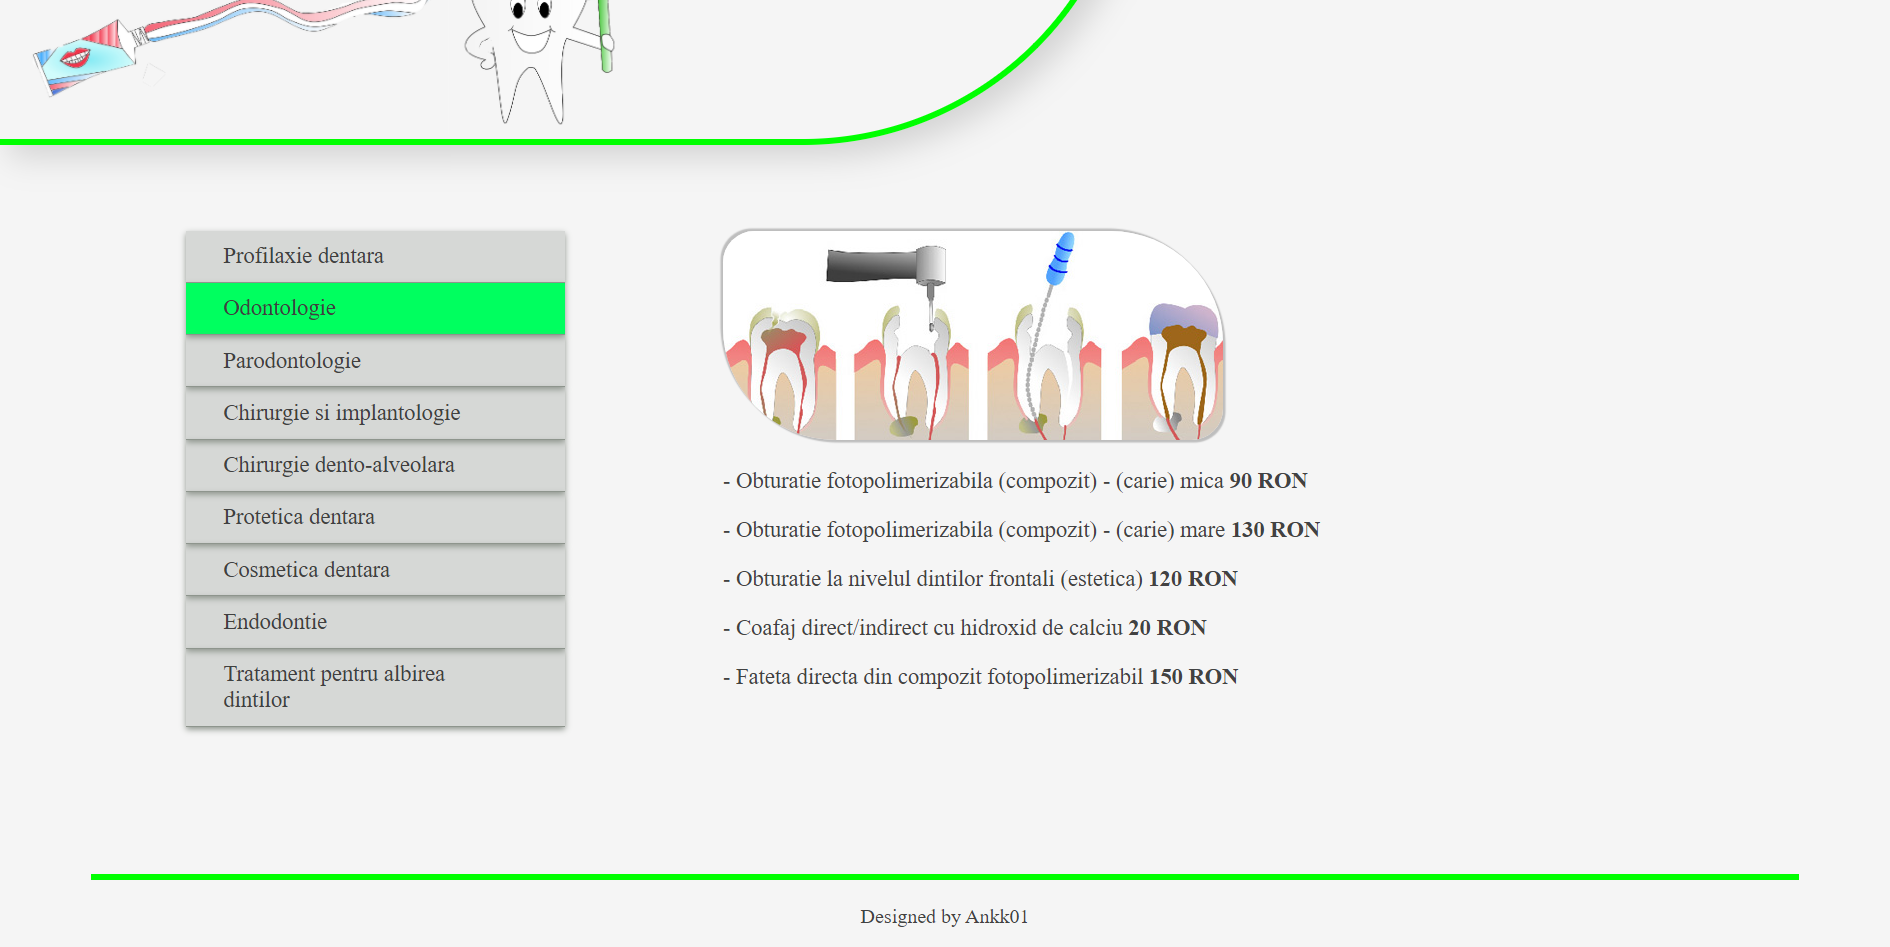 Profilaxie dentara
Odontologie
Parodontologie
Chirurgie si implantologie
Chirurgie dento-alveolara
Protetica dentara
Cosmetica dentara
Endodontie
Tratament pentru albirea
dintilor
- Obturatie fotopolimerizabila (compozit) - (carie) mica 90 RON
- Obturatie fotopolimerizabila (compozit) - (carie) mare 130 RON
- Obturatie la nivelul dintilor frontali (estetica) 120 RON
- Coafaj direct/indirect cu hidroxid de calciu 20 RON
- Fateta directa din compozit fotopolimerizabil 150 RON
Designed by Ankk01